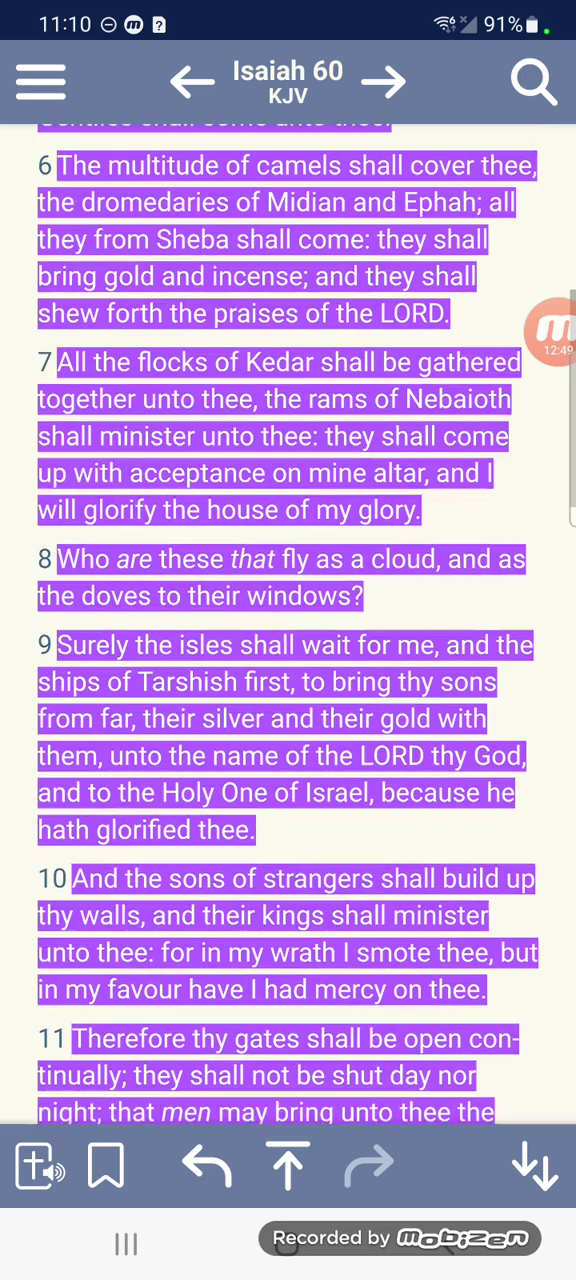 11:10
91%
Isaiah 60
KJV
Gentiles shall come unto thee.
6 The multitude of camels shall cover thee,
the dromedaries of Midian and Ephah; all
they from Sheba shall come: they shall
bring gold and incense; and they shall
shew forth the praises of the LORD.
12:49
7 All the flocks of Kedar shall be gathered
together unto thee, the rams of Nebaioth
shall minister unto thee: they shall come
up with acceptance on mine altar, and I
will glorify the house of my glory.
8 Who are these that fly as a cloud, and as
the doves to their windows?
9 Surely the isles shall wait for me, and the
ships of Tarshish first, to bring thy sons
from far, their silver and their gold with
them, unto the name of the LORD thy God,
and to the Holy One of Israel, because he
hath glorified thee.
10 And the sons of strangers shall build up
thy walls, and their kings shall minister
unto thee: for in my wrath I smote thee, but
in my favour have I had mercy on thee.
11 Therefore thy gates shall be open con-
tinually; they shall not be shut day nor
night; that men may bring unto thee the
Recorded by mobizen